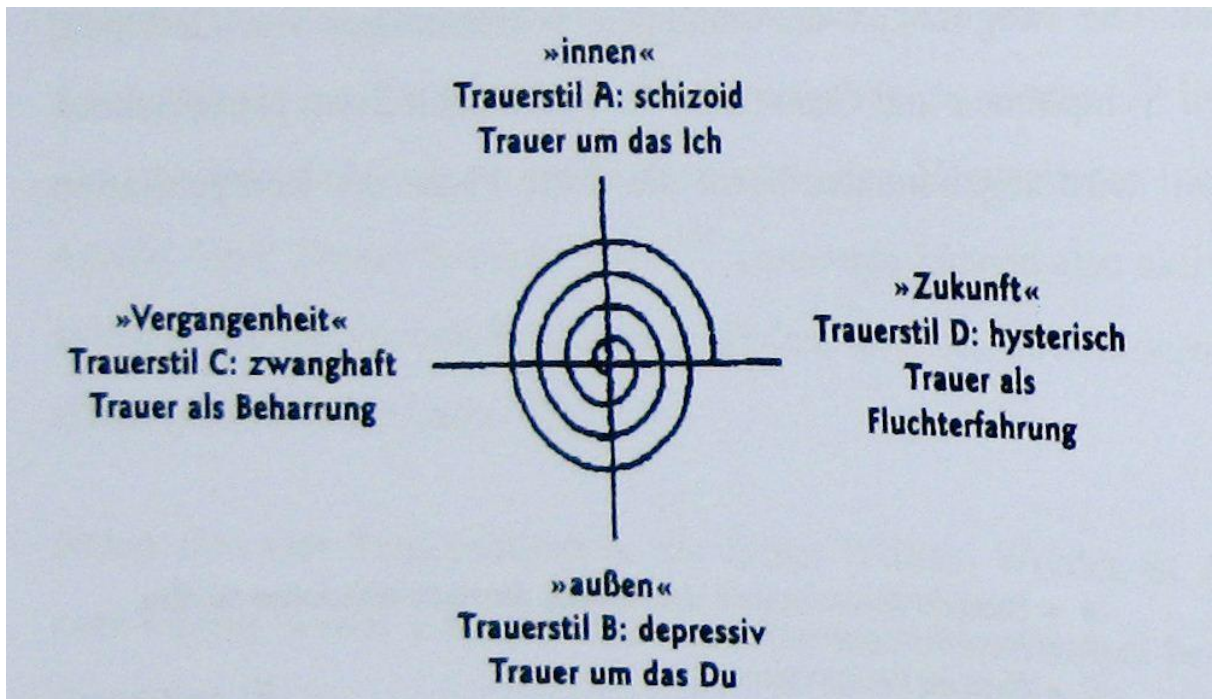 »innen«
Trauerstil A: schizoid
Trauer um das Ich
»Vergangenheit«
Trauerstil C: zwanghaft
Trauer als Beharrung
»Zukunft«
Trauerstil D: hysterisch
Trauer als
Fluchterfahrung
»außen«
Trauerstil B: depressiv
Trauer um das Du